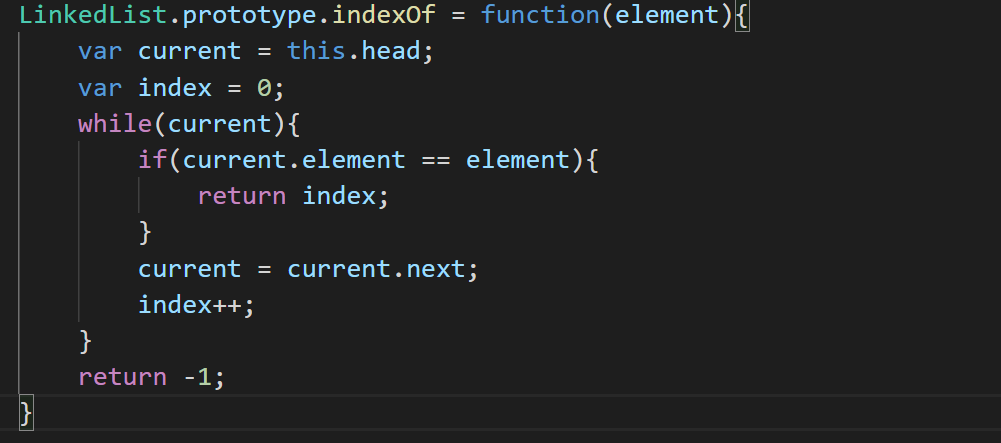 LinkedList.prototype.indexOf = function(element){
    var current = this.head;
    var index = 0;
    while(current){
        if(current.element == element){
            return index;
        }
        current = current.next;
        index++;
    }
    return -1;
}